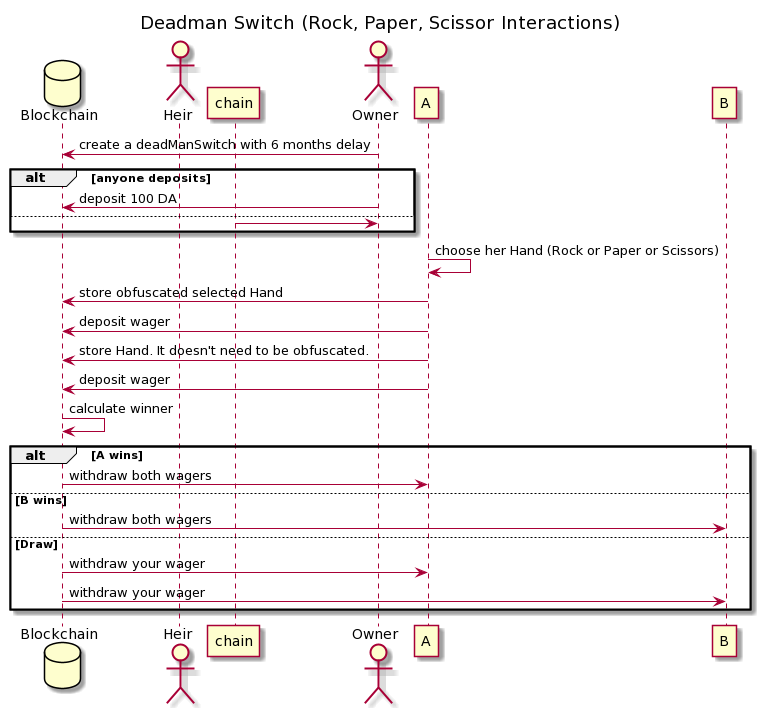 Deadman Switch (Rock, Paper, Scissor Interactions)
Blockchain
Heir
chain
Owner
A
B
create a deadManSwitch with 6 months delay
alt
[anyone deposits]
deposit 100 DA
choose her Hand (Rock or Paper or Scissors)
store obfuscated selected Hand
deposit wager
store Hand. It doesn't need to be obfuscated.
deposit wager
calculate winner
alt
[A wins]
withdraw both wagers
[B wins]
withdraw both wagers
[Draw]
withdraw your wager
withdraw your wager
Blockchain
Heir
chain
Owner
A
B